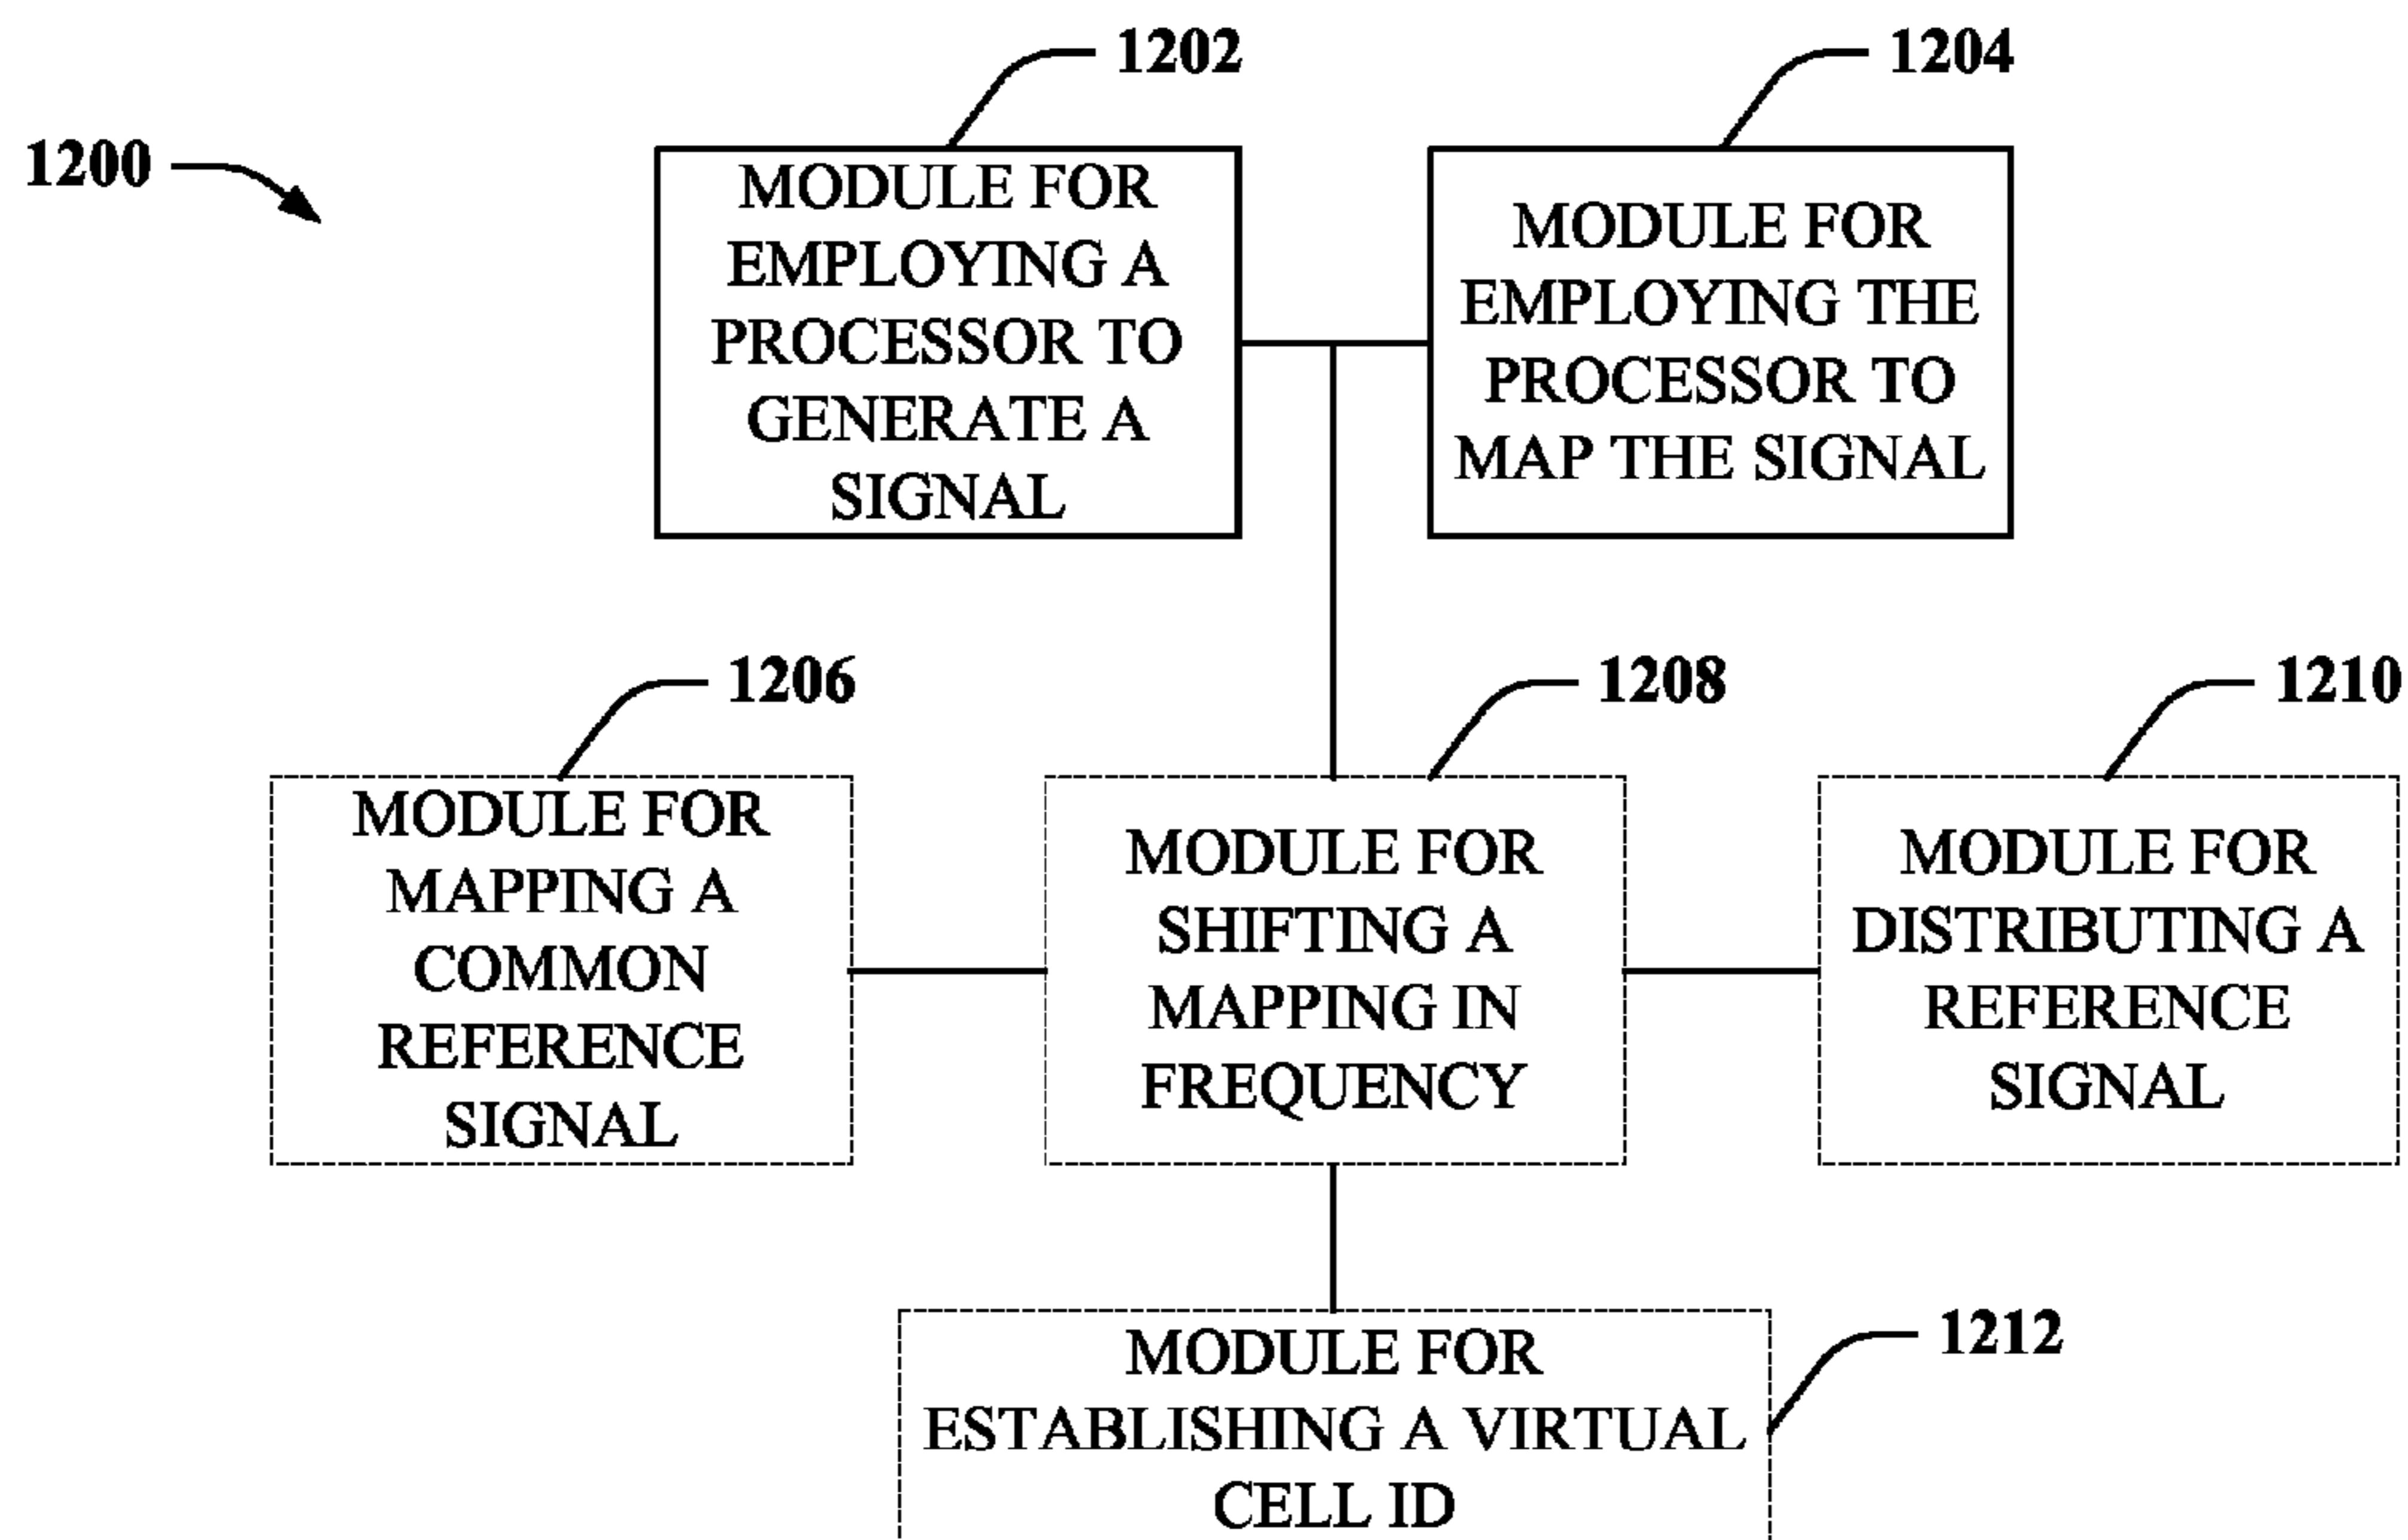 1202
1204
1200
MODULE FOR
EMPLOYING A
PROCESSOR TO
GENERATE A
SIGNAL
MODULE FOR
EMPLOYING THE
PROCESSOR TO
MAP THE SIGNAL
1206
1208
1210
MODULE FOR
MAPPING A
COMMON
REFERENCE
SIGNAL
MODULE FOR
SHIFTING A
MAPPING IN
FREQUENCY
MODULE FOR
DISTRIBUTING A
REFERENCE
SIGNAL
1212
MODULE FOR
ESTABLISHING A VIRTUAL
CELL ID